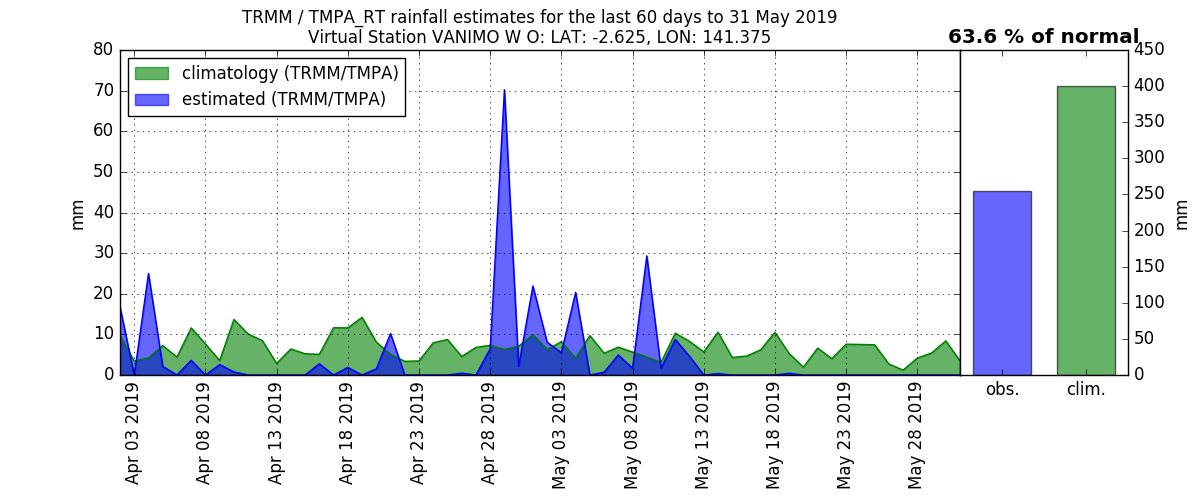 TRMM / TMPA_RT rainfall estimates for the last 60 days to 31 May 2019
Virtual Station VANIMO W O: LAT: -2.625, LON: 141.375
63.6 % of normal
climatology (TRMM/TMPA)
estimated (TRMM/TMPA)
mm
80
70
60
50
40
30
20
10
0
Apr 03 2019
Apr 08 2019
Apr 13 2019
Apr 18 2019
Apr 23 2019
Apr 28 2019
May 03 2019
May 08 2019
May 13 2019
May 18 2019
May 23 2019
May 28 2019
obs.
clim.
450
400
350
300
250
200
150
100
50
0
mm